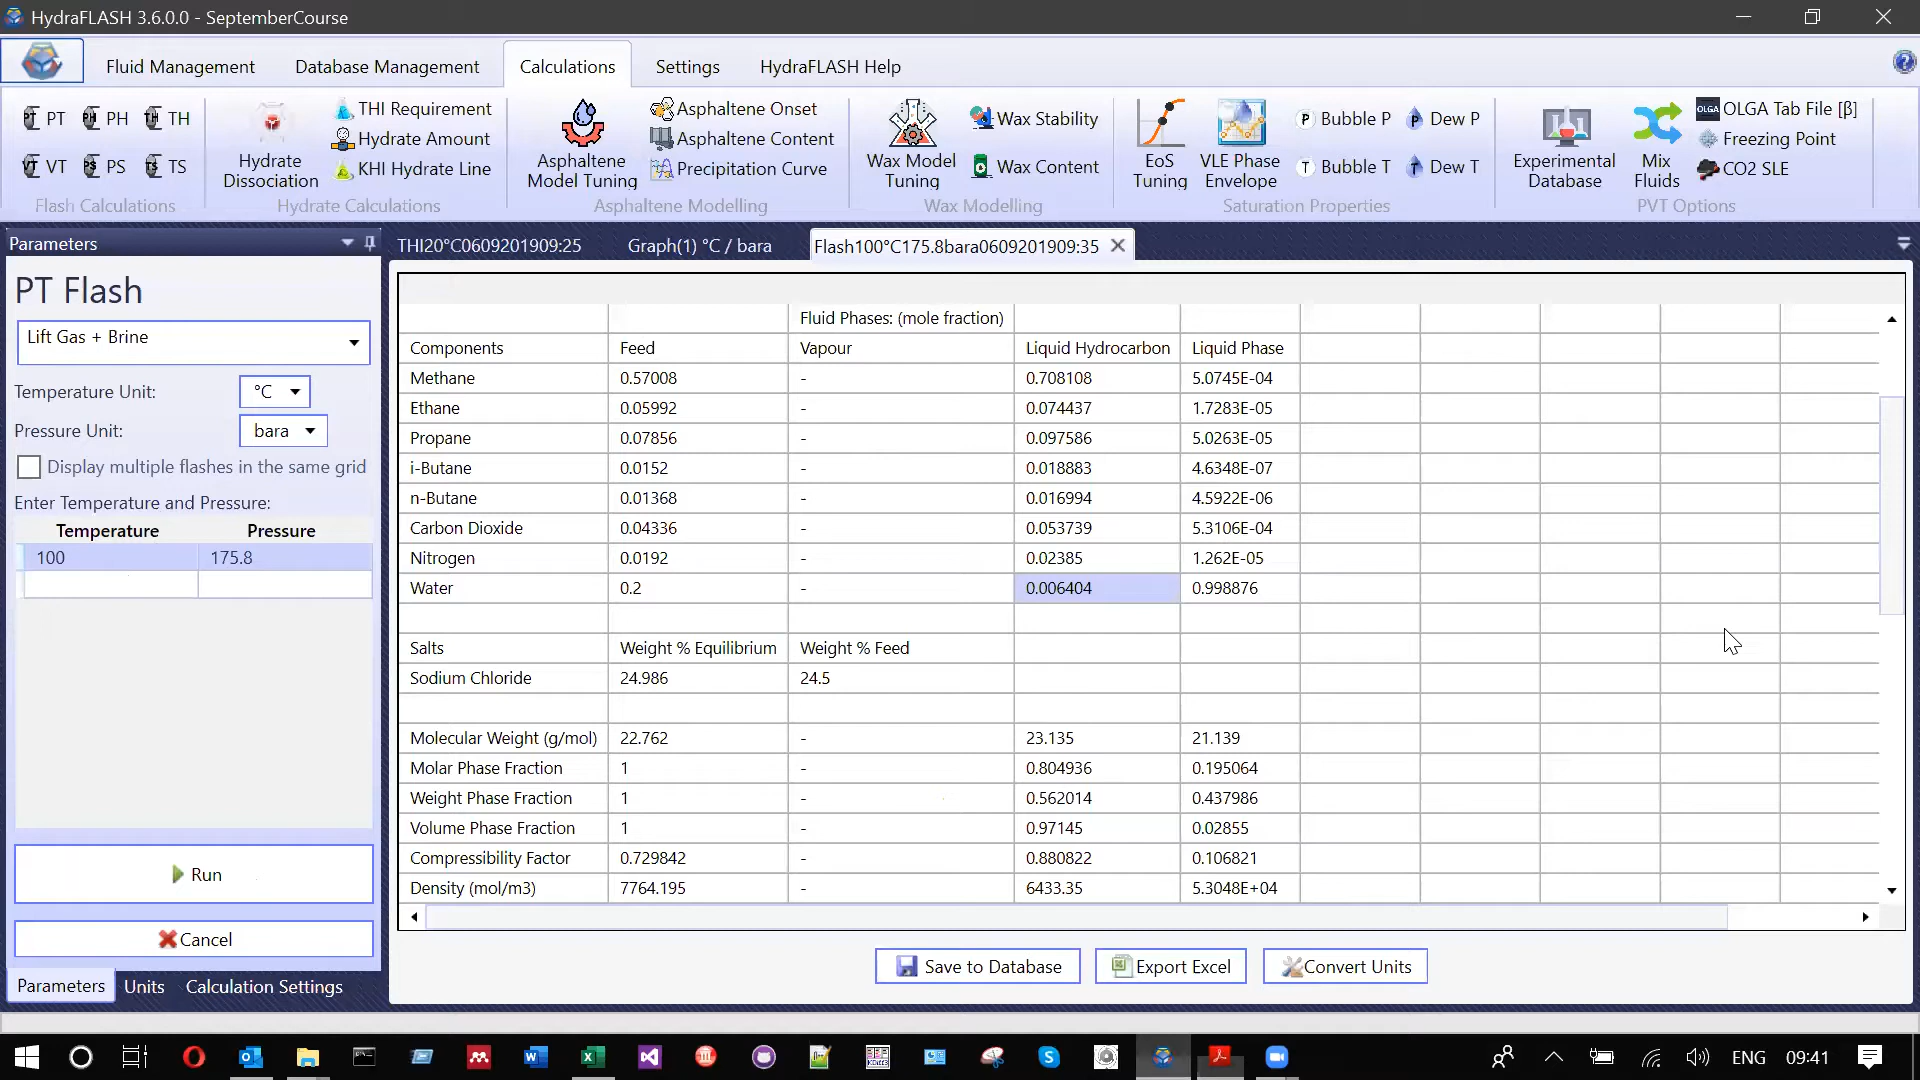 HydraFLASH 3.6.0.0 - SeptemberCourse
Fluid Management
Database Management
Calculations
Settings
HydraFLASH Help
PT
PH
TH
VT
PS
TS
Flash Calculations
Hydrate
Dissociation
THI Requirement
Hydrate Amount
KHI Hydrate Line
Hydrate Calculations
Asphaltene
Model Tuning
Asphaltene Onset
Asphaltene Content
Precipitation Curve
Asphaltene Modelling
Wax Model
Tuning
Wax Stability
Wax Content
Wax Modelling
EoS
Tuning
VLE Phase
Envelope
Bubble P
Dew P
Bubble T
Dew T
Saturation Properties
Experimental
Database
Mix
Fluids
OLGA Tab File [β]
Freezing Point
CO2 SLE
PVT Options
Parameters
PT Flash
Lift Gas + Brine
Temperature Unit:
°C
Pressure Unit:
bara
Display multiple flashes in the same grid
Enter Temperature and Pressure:
Temperature Pressure
100 175.8
Run
Cancel
Parameters
Units
Calculation Settings
THI20°C0609201909:25
Graph(1) °C / bara
Flash100°C175.8bara0609201909:35
Fluid Phases: (mole fraction)
Components Feed Vapour Liquid Hydrocarbon Liquid Phase
Methane 0.57008 - 0.708108 5.0745E-04
Ethane 0.05992 - 0.074437 1.7283E-05
Propane 0.07856 - 0.097586 5.0263E-05
i-Butane 0.0152 - 0.018883 4.6348E-07
n-Butane 0.01368 - 0.016994 4.5922E-06
Carbon Dioxide 0.04336 - 0.053739 5.3106E-04
Nitrogen 0.0192 - 0.02385 1.262E-05
Water 0.2 - 0.006404 0.998876
Salts Weight % Equilibrium Weight % Feed
Sodium Chloride 24.986 24.5
Molecular Weight (g/mol) 22.762 - 23.135 21.139
Molar Phase Fraction 1 - 0.804936 0.195064
Weight Phase Fraction 1 - 0.562014 0.437986
Volume Phase Fraction 1 - 0.97145 0.02855
Compressibility Factor 0.729842 - 0.880822 0.106821
Density (mol/m3) 7764.195 - 6433.35 5.3048E+04
Save to Database
Export Excel
Convert Units
ENG
09:41